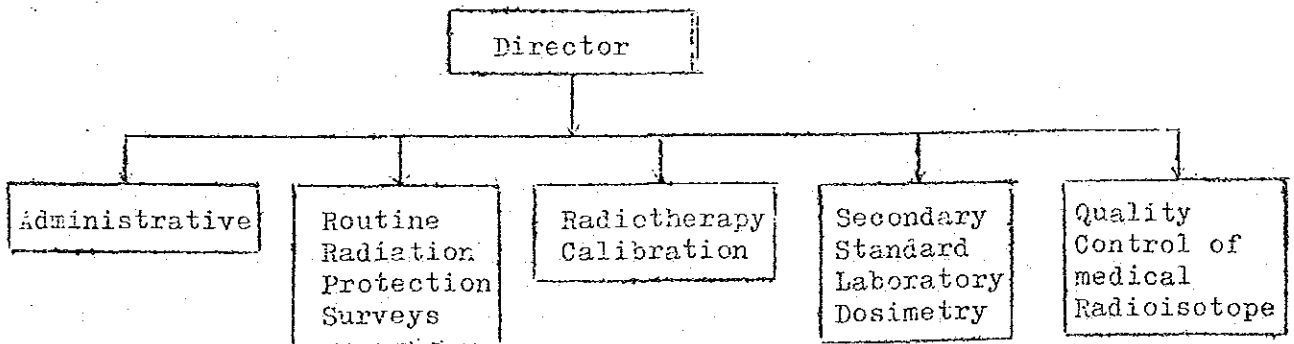 Director
Administrative
Routine
Radiation
Protection
Surveys
Radiotherapy
Calibration
Secondary
Standard
Laboratory
Dosimetry
Quality
Control of
medical
Radioisotope